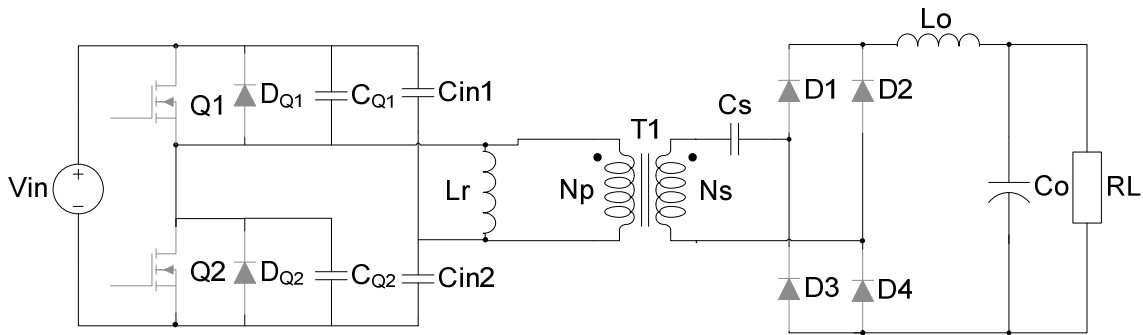 Lo
Vin
+
−
Q1
DQ1
CQ1
Cin1
Q2
DQ2
CQ2
Cin2
Lr
Np
T1
Ns
Cs
D1
D2
D3
D4
Co
RL